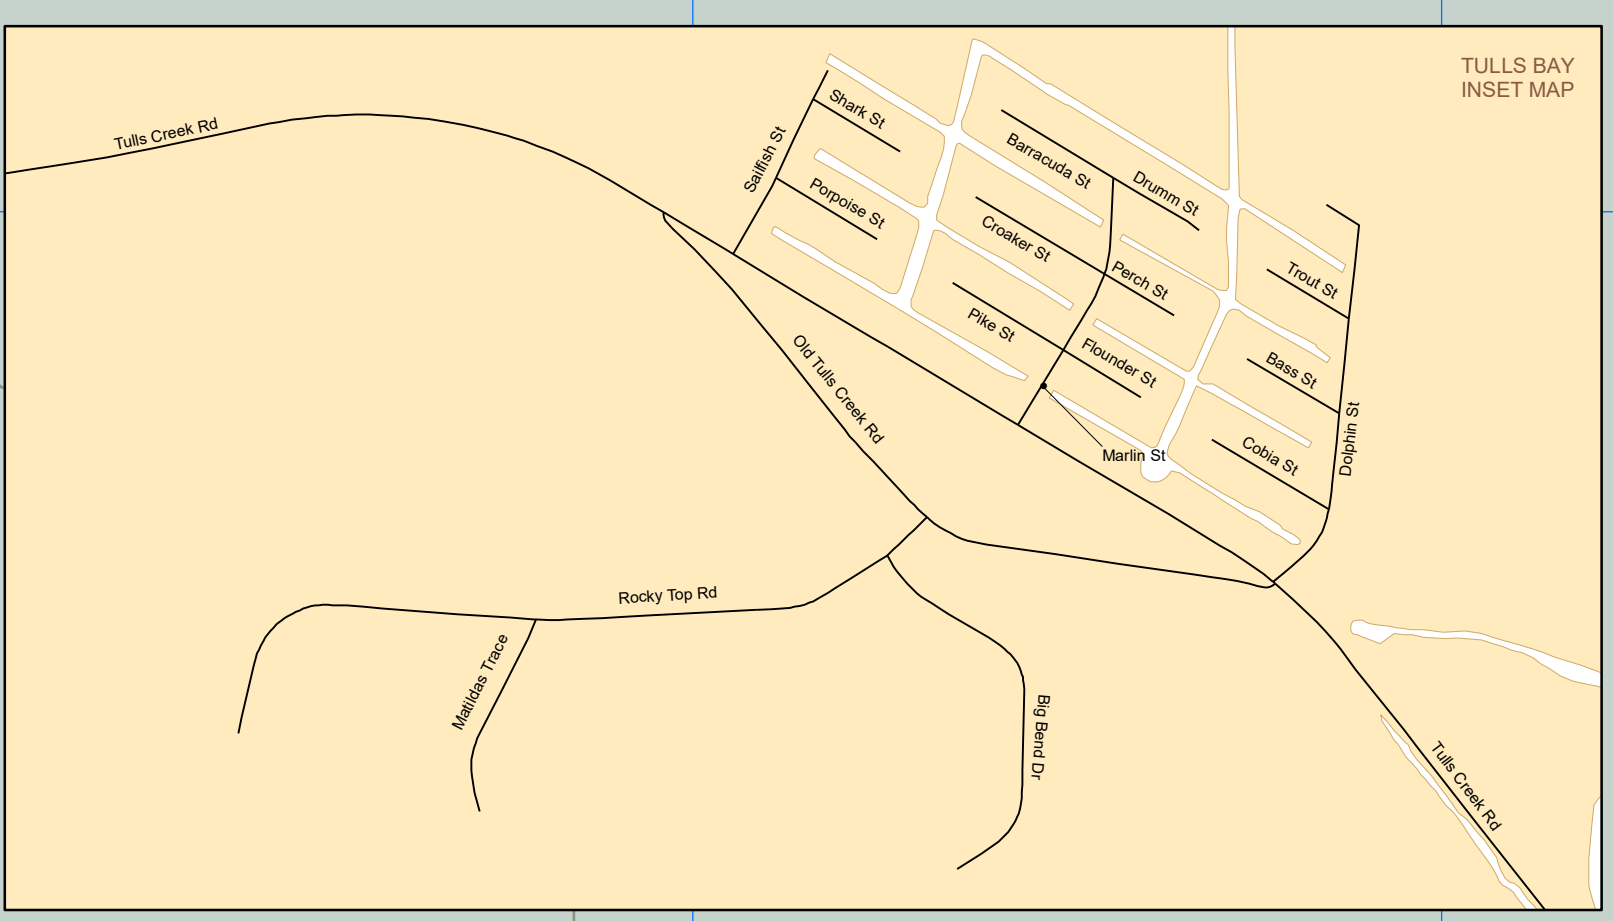 TULLS BAY
INSET MAP
Tulls Creek Rd
Shark St
Sailfish St
Porpoise St
Barracuda St
Drumm St
Croaker St
Perch St
Trout St
Pike St
Flounder St
Bass St
Old Tulls Creek Rd
Marlin St
Cobia St
Dolphin St
Rocky Top Rd
Matildas Trace
Big Bend Dr
Tulls Creek Rd